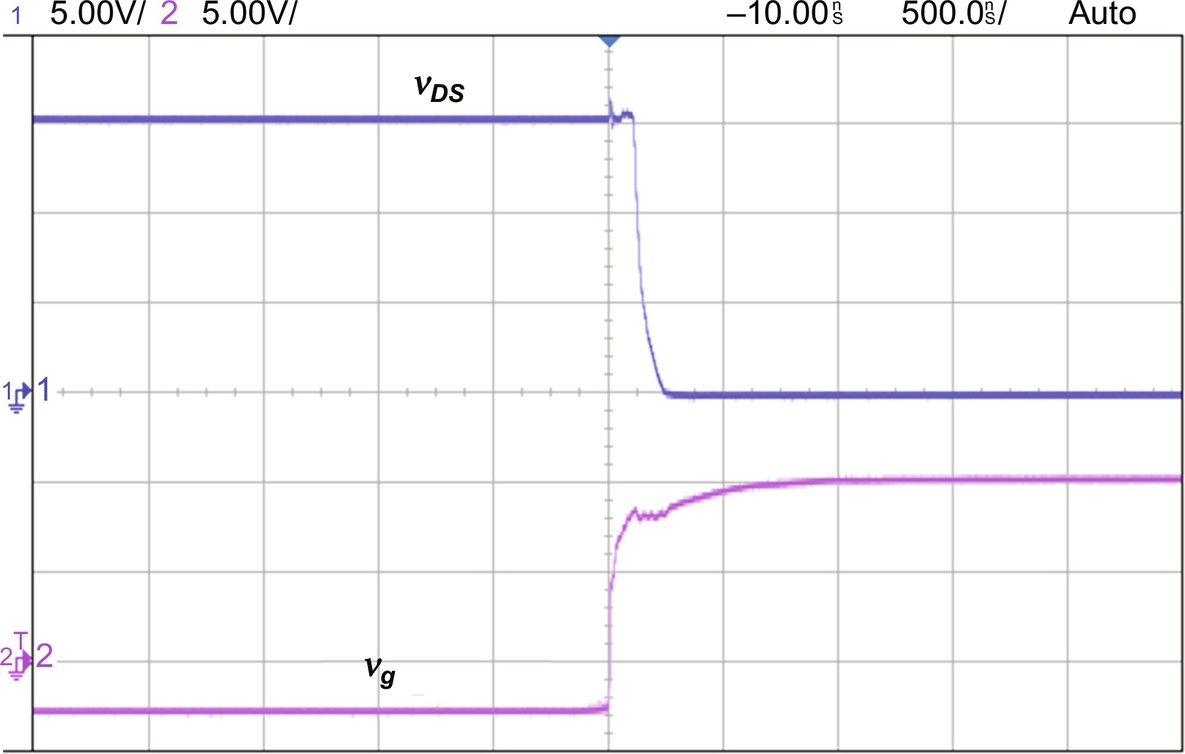 1 5.00V/ 2 5.00V/ –10.00ns 500.0ns/ Auto
vDS
1 1
T
2 2
vg